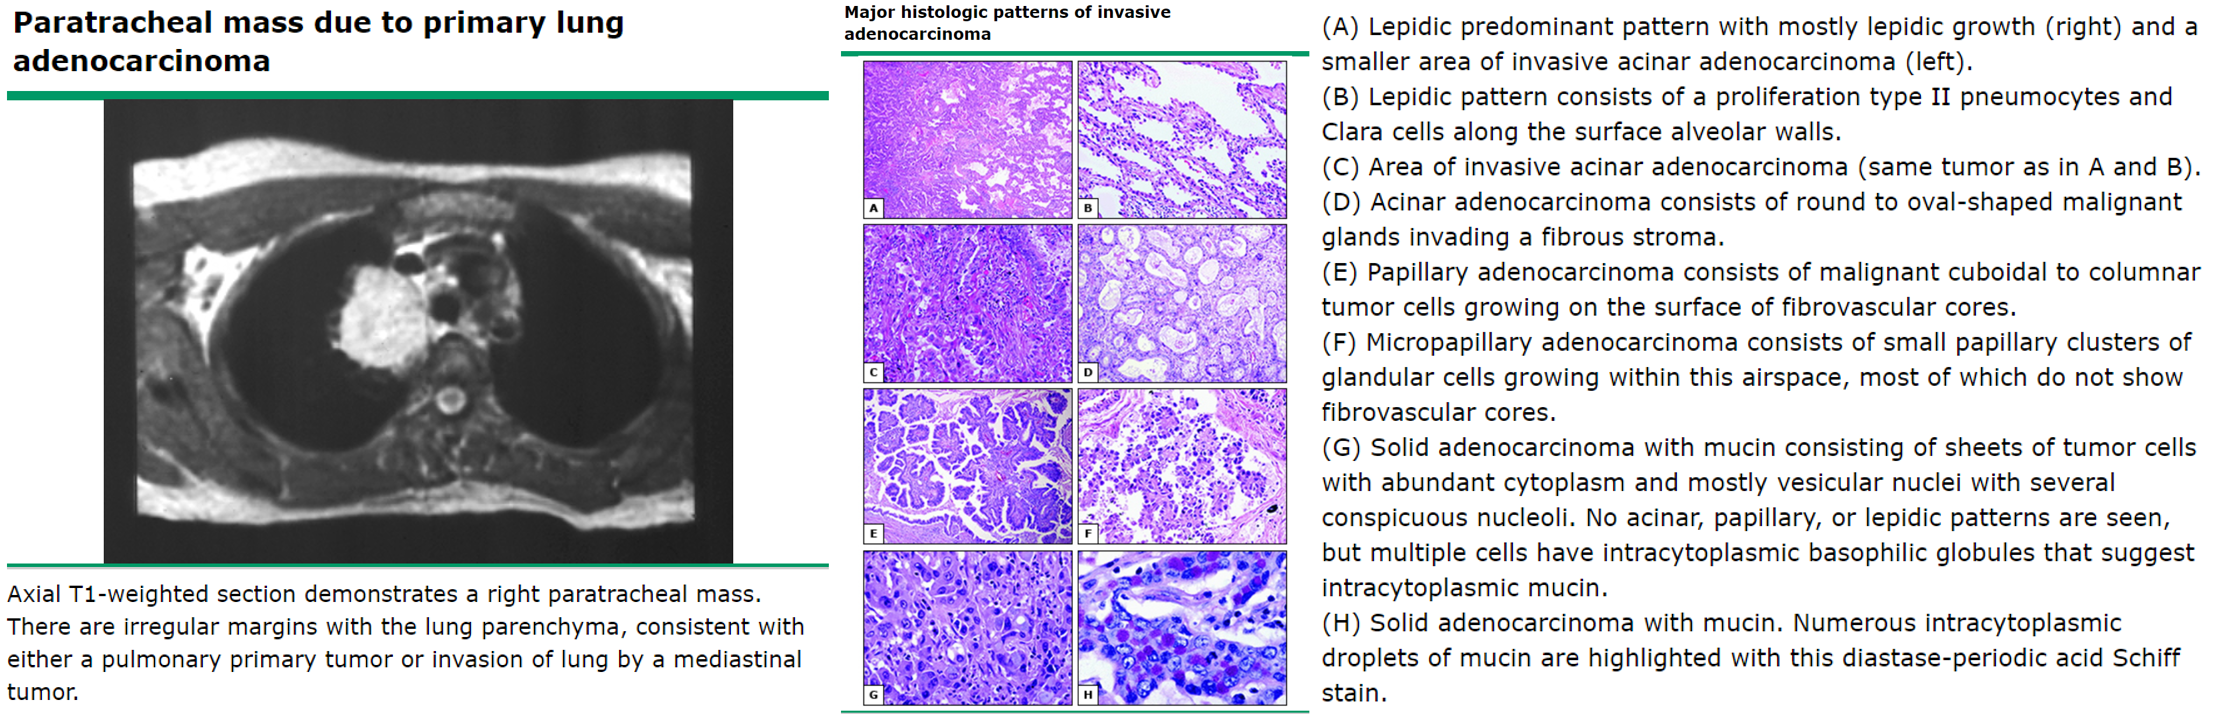 Paratracheal mass due to primary lung
adenocarcinoma
Axial T1-weighted section demonstrates a right paratracheal mass.
There are irregular margins with the lung parenchyma, consistent with
either a pulmonary primary tumor or invasion of lung by a mediastinal
tumor.
Major histologic patterns of invasive
adenocarcinoma
A
B
C
D
E
F
G
H
(A) Lepidic predominant pattern with mostly lepidic growth (right) and a
smaller area of invasive acinar adenocarcinoma (left).
(B) Lepidic pattern consists of a proliferation type II pneumocytes and
Clara cells along the surface alveolar walls.
(C) Area of invasive acinar adenocarcinoma (same tumor as in A and B).
(D) Acinar adenocarcinoma consists of round to oval-shaped malignant
glands invading a fibrous stroma.
(E) Papillary adenocarcinoma consists of malignant cuboidal to columnar
tumor cells growing on the surface of fibrovascular cores.
(F) Micropapillary adenocarcinoma consists of small papillary clusters of
glandular cells growing within this airspace, most of which do not show
fibrovascular cores.
(G) Solid adenocarcinoma with mucin consisting of sheets of tumor cells
with abundant cytoplasm and mostly vesicular nuclei with several
conspicuous nucleoli. No acinar, papillary, or lepidic patterns are seen,
but multiple cells have intracytoplasmic basophilic globules that suggest
intracytoplasmic mucin.
(H) Solid adenocarcinoma with mucin. Numerous intracytoplasmic
droplets of mucin are highlighted with this diastase-periodic acid Schiff
stain.